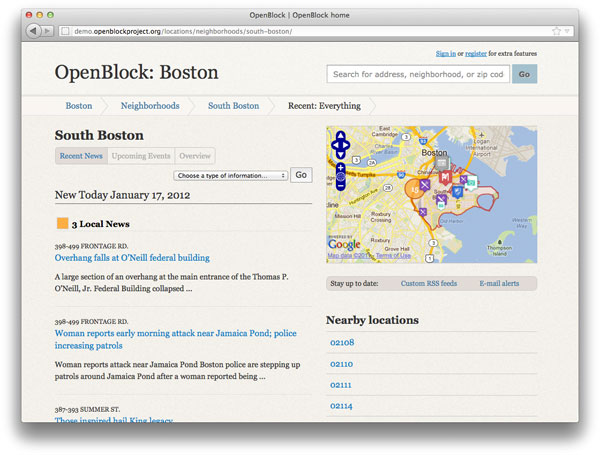 OpenBlock | OpenBlock home
demo.openblockproject.org/locations/neighborhoods/south-boston/
Sign in or register for extra features
OpenBlock: Boston
Search for address, neighborhood, or zip cod
Go
Boston
Neighborhoods
South Boston
Recent: Everything
South Boston
Recent News
Upcoming Events
Overview
Choose a type of information...
Go
New Today January 17, 2012
3 Local News
398-499 FRONTAGE RD.
Overhang falls at O'Neill federal building
A large section of an overhang at the main entrance of the Thomas P.
O'Neill, Jr. Federal Building collapsed ...
398-499 FRONTAGE RD.
Woman reports early morning attack near Jamaica Pond; police
increasing patrols
Woman reports attack near Jamaica Pond Boston police are stepping up
patrols around Jamaica Pond after a woman reported being ...
387-393 SUMMER ST.
Those inspired hail King legacy
East
Cambridge
Logan
International
Airport
Boston
Chinatown
Mission Hill
Roxbury
Crossing
Roxbury
Grove Hall
Old Harbor
Western
Way
Thompson
Island
POWERED BY
Google
Terms of Use
Stay up to date:
Custom RSS feeds
E-mail alerts
Nearby locations
02108
02110
02111
02114